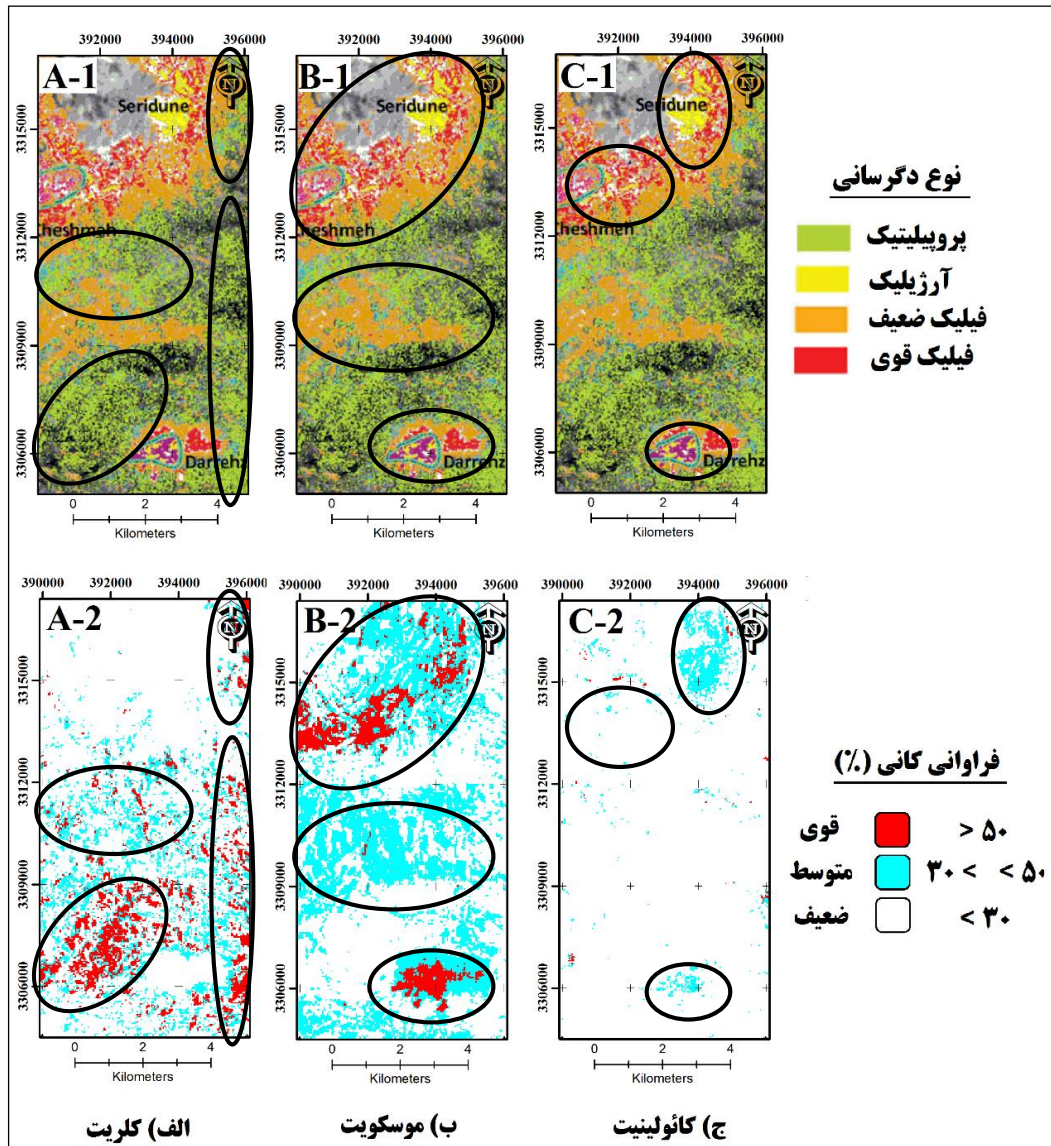 392000 394000 396000
392000 394000 396000
392000 394000 396000
A-1
B-1
C-1
N
N
N
Seridune
Seridune
Seridune
3315000
3315000
3315000
heshmeh
heshmeh
heshmeh
3312000
3312000
3312000
3309000
3309000
3309000
3306000
3306000
3306000
Darrehz
Darrehz
Darrehz
0 2 4
Kilometers
0 2 4
Kilometers
0 2 4
Kilometers
نوع دگرسانی
پروپیلیتیک
آرژیلیک
فیلیک ضعیف
فیلیک قوی
390000 392000 394000 396000
390000 392000 394000 396000
390000 392000 394000 396000
A-2
B-2
C-2
N
N
N
3315000
3315000
3315000
3312000
3312000
3312000
3309000
3309000
3309000
3306000
3306000
3306000
0 2 4
Kilometers
0 2 4
Kilometers
0 2 4
Kilometers
فراوانی کانی (%)
قوی > ۵۰
متوسط ۳۰ < < ۵۰
ضعیف < ۳۰
الف) کلریت
ب) موسکویت
ج) کائولینیت